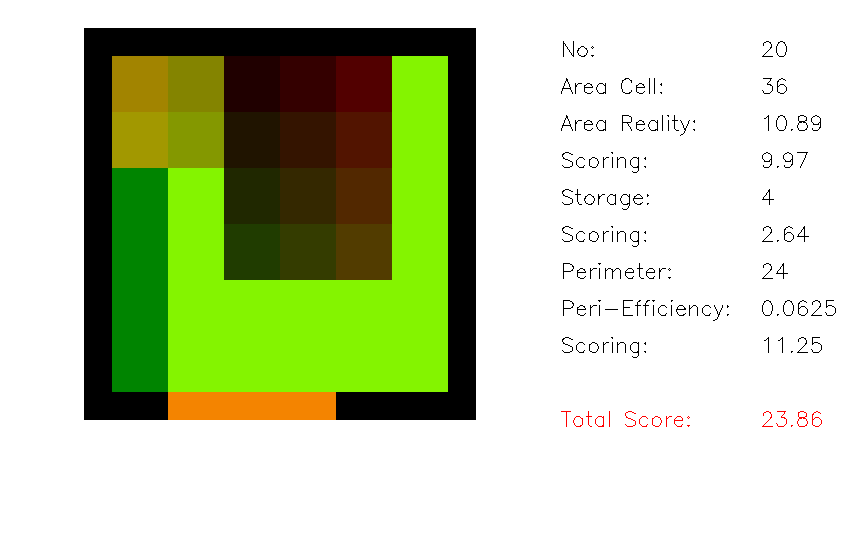 No: 20
Area Cell: 36
Area Reality: 10.89
Scoring: 9.97
Storage: 4
Scoring: 2.64
Perimeter: 24
Peri-Efficiency: 0.0625
Scoring: 11.25
Total Score: 23.86